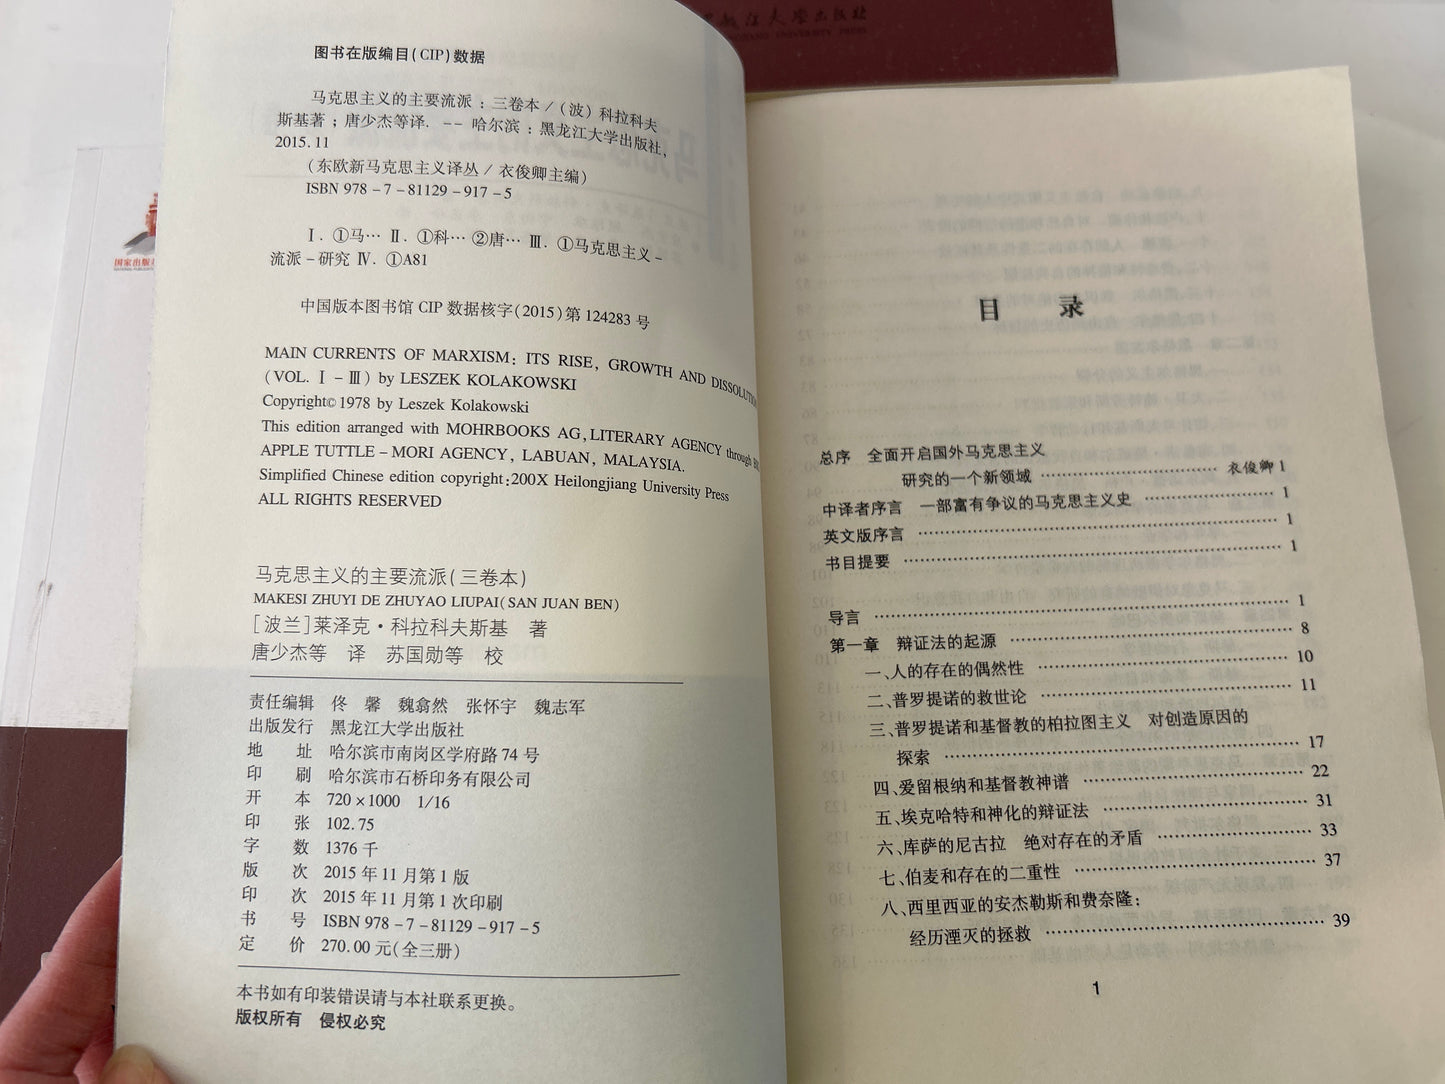 图书在版编目(CIP)数据
马克思主义的主要流派：三卷本／（波）科拉科夫
斯基著；唐少杰等译. －－ 哈尔滨：黑龙江大学出版社，
2015.11
（东欧新马克思主义译丛／衣俊卿主编）
ISBN 978－7－81129－917－5
Ⅰ. ①马… Ⅱ. ①科… ②唐… Ⅲ. ①马克思主义－
流派－研究 Ⅳ. ①A81
中国版本图书馆 CIP 数据核字(2015)第 124283 号
MAIN CURRENTS OF MARXISM: ITS RISE, GROWTH AND DISSOLUTION
(VOL. Ⅰ－Ⅲ) by LESZEK KOLAKOWSKI
Copyright© 1978 by Leszek Kolakowski
This edition arranged with MOHRBOOKS AG, LITERARY AGENCY through
APPLE TUTTLE－MORI AGENCY, LABUAN, MALAYSIA.
Simplified Chinese edition copyright:200X Heilongjiang University Press
ALL RIGHTS RESERVED
马克思主义的主要流派(三卷本)
MAKESI ZHUYI DE ZHUYAO LIUPAI(SAN JUAN BEN)
[波兰]莱泽克·科拉科夫斯基 著
唐少杰等 译 苏国勋等 校
责任编辑 佟 馨 魏翕然 张怀宇 魏志军
出版发行 黑龙江大学出版社
地 址 哈尔滨市南岗区学府路 74 号
印 刷 哈尔滨市石桥印务有限公司
开 本 720×1000 1/16
印 张 102.75
字 数 1376 千
版 次 2015 年 11 月第 1 版
印 次 2015 年 11 月第 1 次印刷
书 号 ISBN 978－7－81129－917－5
定 价 270.00 元(全三册)
本书如有印装错误请与本社联系更换。
版权所有 侵权必究
目 录
总序 全面开启国外马克思主义
研究的一个新领域 …… 衣俊卿 1
中译者序言 一部富有争议的马克思主义史 …… 1
英文版序言 …… 1
书目提要 …… 1
导言 …… 1
第一章 辩证法的起源 …… 8
一、人的存在的偶然性 …… 10
二、普罗提诺的救世论 …… 11
三、普罗提诺和基督教的柏拉图主义 对创造原因的
探索 …… 17
四、爱留根纳和基督教神谱 …… 22
五、埃克哈特和神化的辩证法 …… 31
六、库萨的尼古拉 绝对存在的矛盾 …… 33
七、伯麦和存在的二重性 …… 37
八、西里西亚的安杰勒斯和费奈隆：
经历湮灭的拯救 …… 39
1